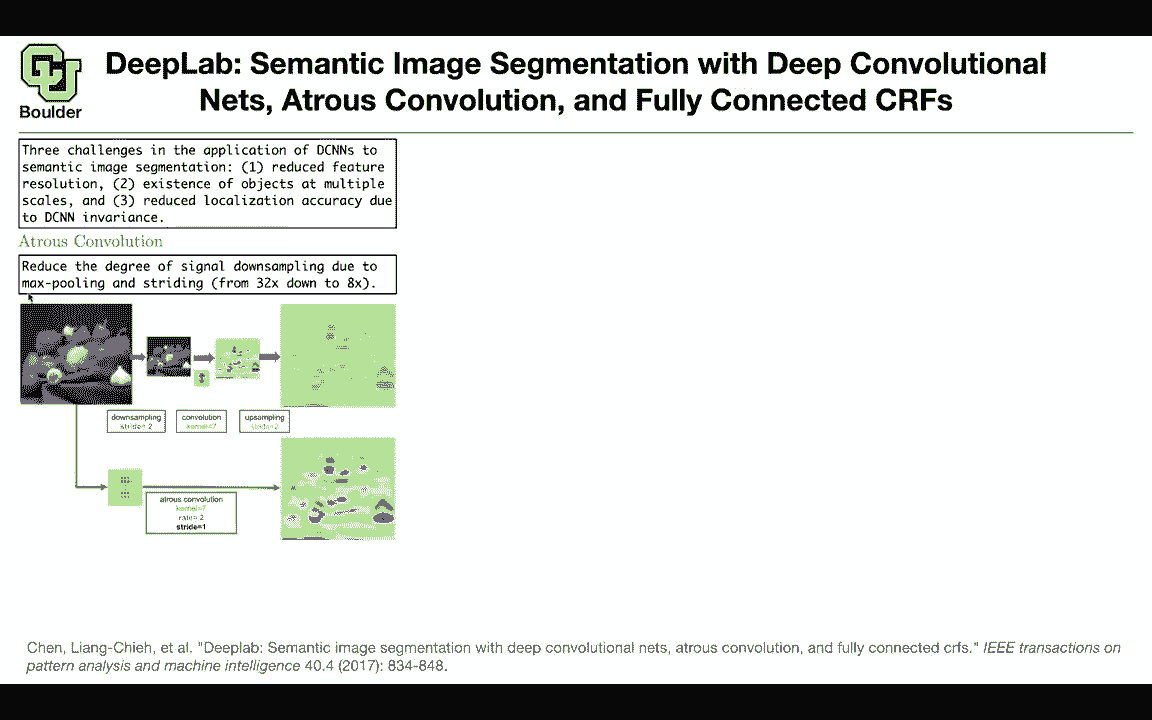 DeepLab: Semantic Image Segmentation with Deep Convolutional
Nets, Atrous Convolution, and Fully Connected CRFs
Boulder
Three challenges in the application of DCNNs to
semantic image segmentation: (1) reduced feature
resolution, (2) existence of objects at multiple
scales, and (3) reduced localization accuracy due
to DCNN invariance.
Atrous Convolution
Reduce the degree of signal downsampling due to
max-pooling and striding (from 32x down to 8x).
downsampling
stride=2
convolution
kernel=7
upsampling
stride=2
atrous convolution
kernel=7
rate= 2
stride=1
Chen, Liang-Chieh, et al. "Deeplab: Semantic image segmentation with deep convolutional nets, atrous convolution, and fully connected crfs." IEEE transactions on
pattern analysis and machine intelligence 40.4 (2017): 834-848.